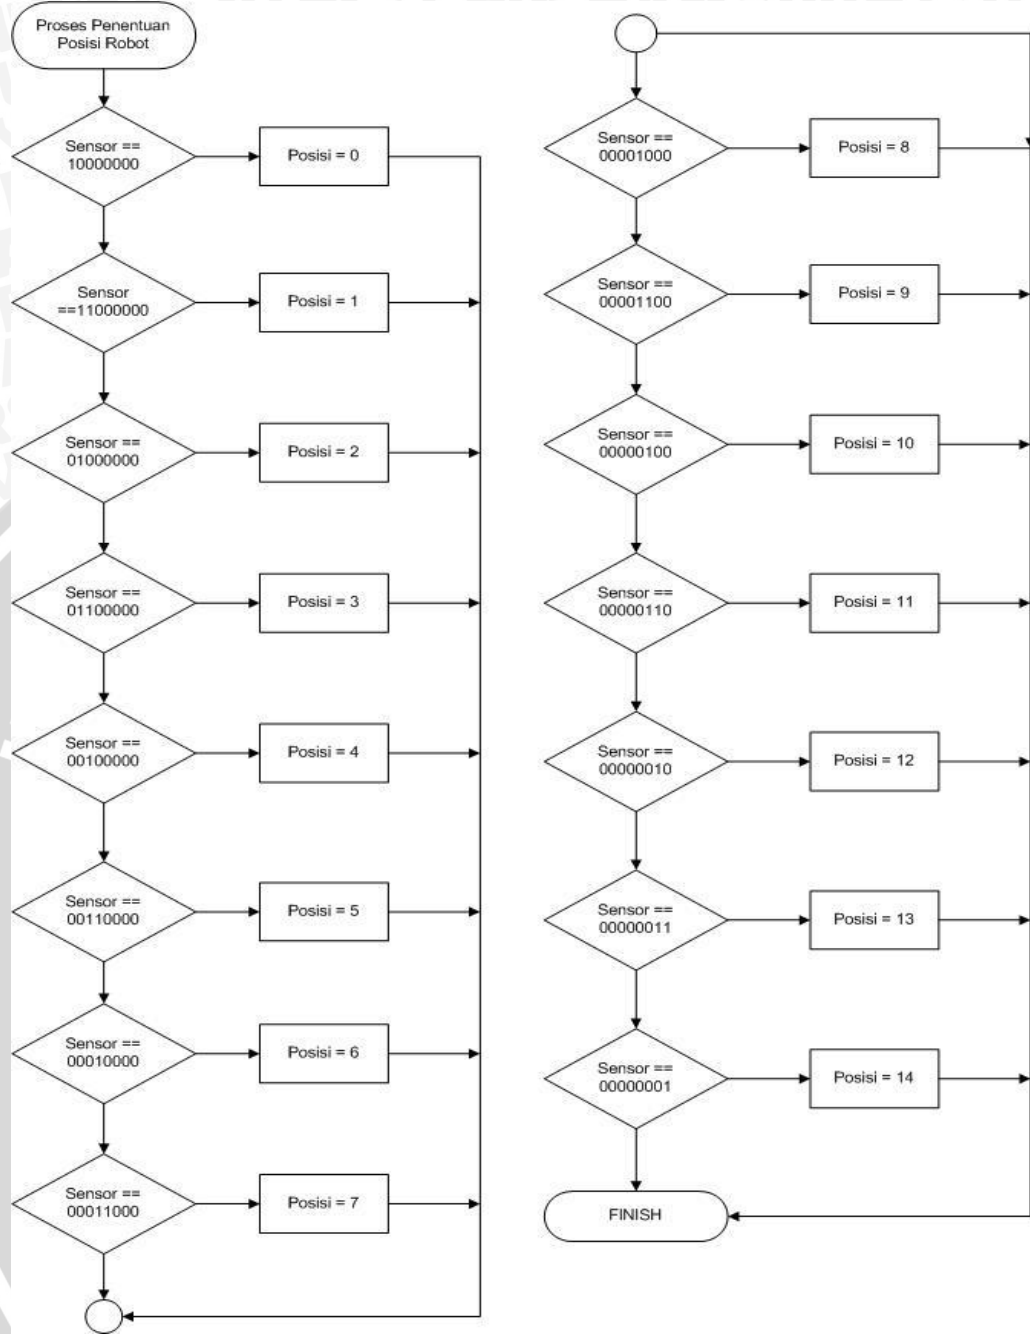 Proses Penentuan
Posisi Robot
Sensor ==
10000000
Posisi = 0
Sensor
==11000000
Posisi = 1
Sensor ==
01000000
Posisi = 2
Sensor ==
01100000
Posisi = 3
Sensor ==
00100000
Posisi = 4
Sensor ==
00110000
Posisi = 5
Sensor ==
00010000
Posisi = 6
Sensor ==
00011000
Posisi = 7
Sensor ==
00001000
Posisi = 8
Sensor ==
00001100
Posisi = 9
Sensor ==
00000100
Posisi = 10
Sensor ==
00000110
Posisi = 11
Sensor ==
00000010
Posisi = 12
Sensor ==
00000011
Posisi = 13
Sensor ==
00000001
Posisi = 14
FINISH